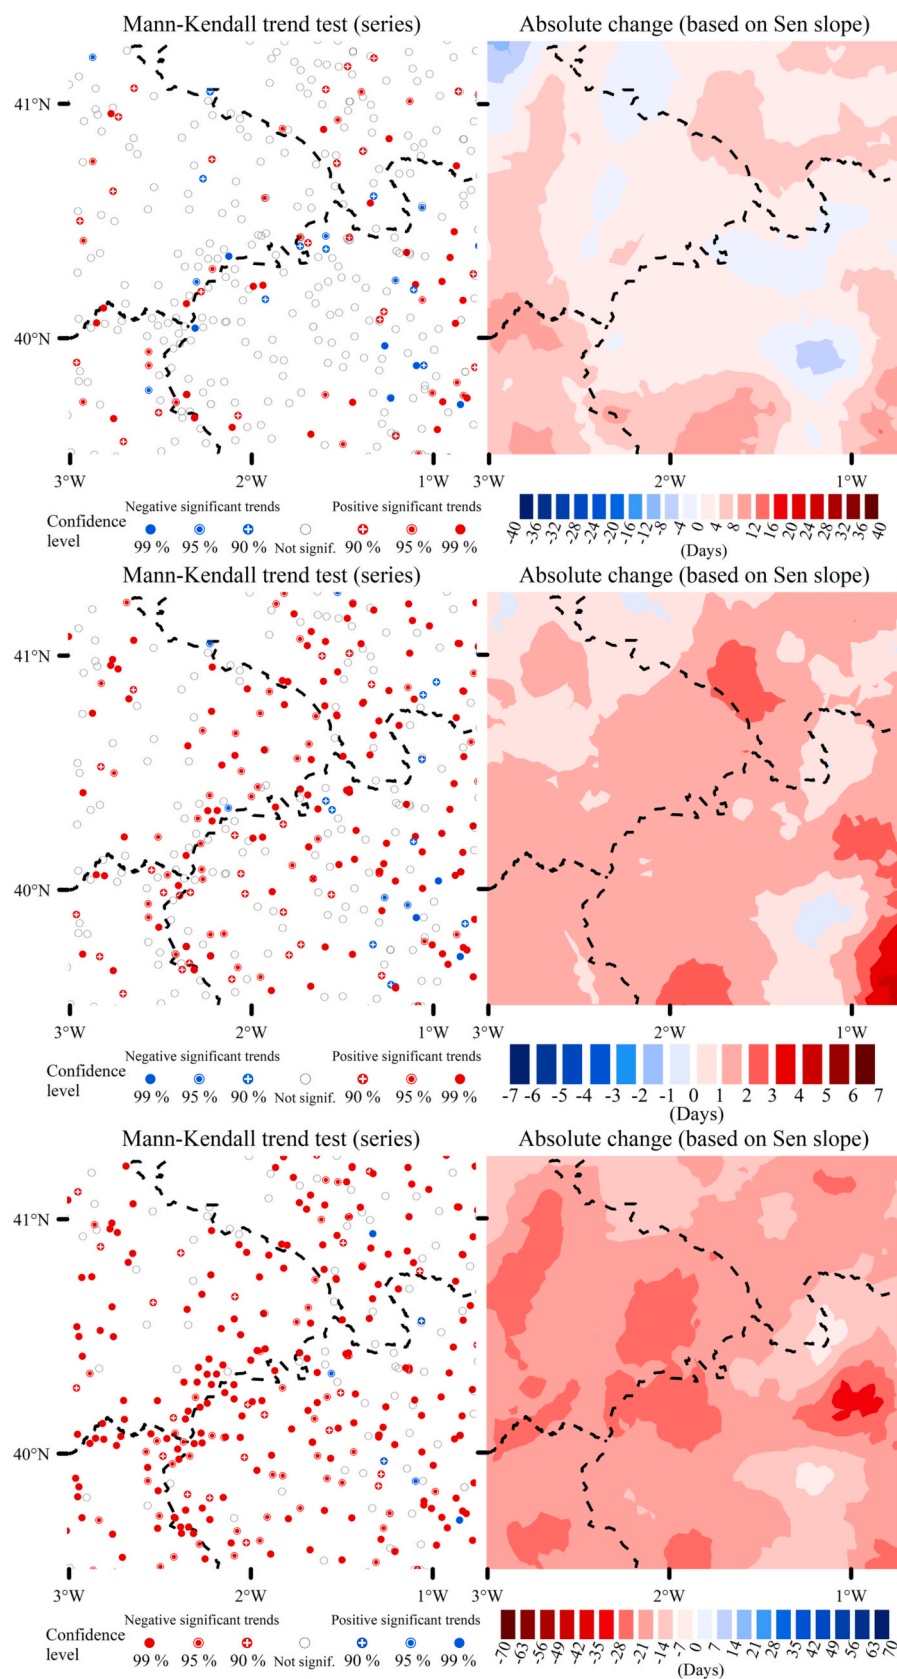 Mann-Kendall trend test (series) Absolute change (based on Sen slope)
41°N
40°N
3°W 2°W 1°W 3°W 2°W 1°W
Negative significant trends Positive significant trends
Confidence level
99 % 95 % 90 % Not signif. 90 % 95 % 99 %
-40 -36 -32 -28 -24 -20 -16 -12 -8 -4 0 4 8 12 16 20 24 28 32 36 40
(Days)
Mann-Kendall trend test (series) Absolute change (based on Sen slope)
41°N
40°N
3°W 2°W 1°W 3°W 2°W 1°W
Negative significant trends Positive significant trends
Confidence level
99 % 95 % 90 % Not signif. 90 % 95 % 99 %
-7 -6 -5 -4 -3 -2 -1 0 1 2 3 4 5 6 7
(Days)
Mann-Kendall trend test (series) Absolute change (based on Sen slope)
41°N
40°N
3°W 2°W 1°W 3°W 2°W 1°W
Negative significant trends Positive significant trends
Confidence level
99 % 95 % 90 % Not signif. 90 % 95 % 99 %
-70 -63 -56 -49 -42 -35 -28 -21 -14 -7 0 7 14 21 28 35 42 49 56 63 70
(Days)